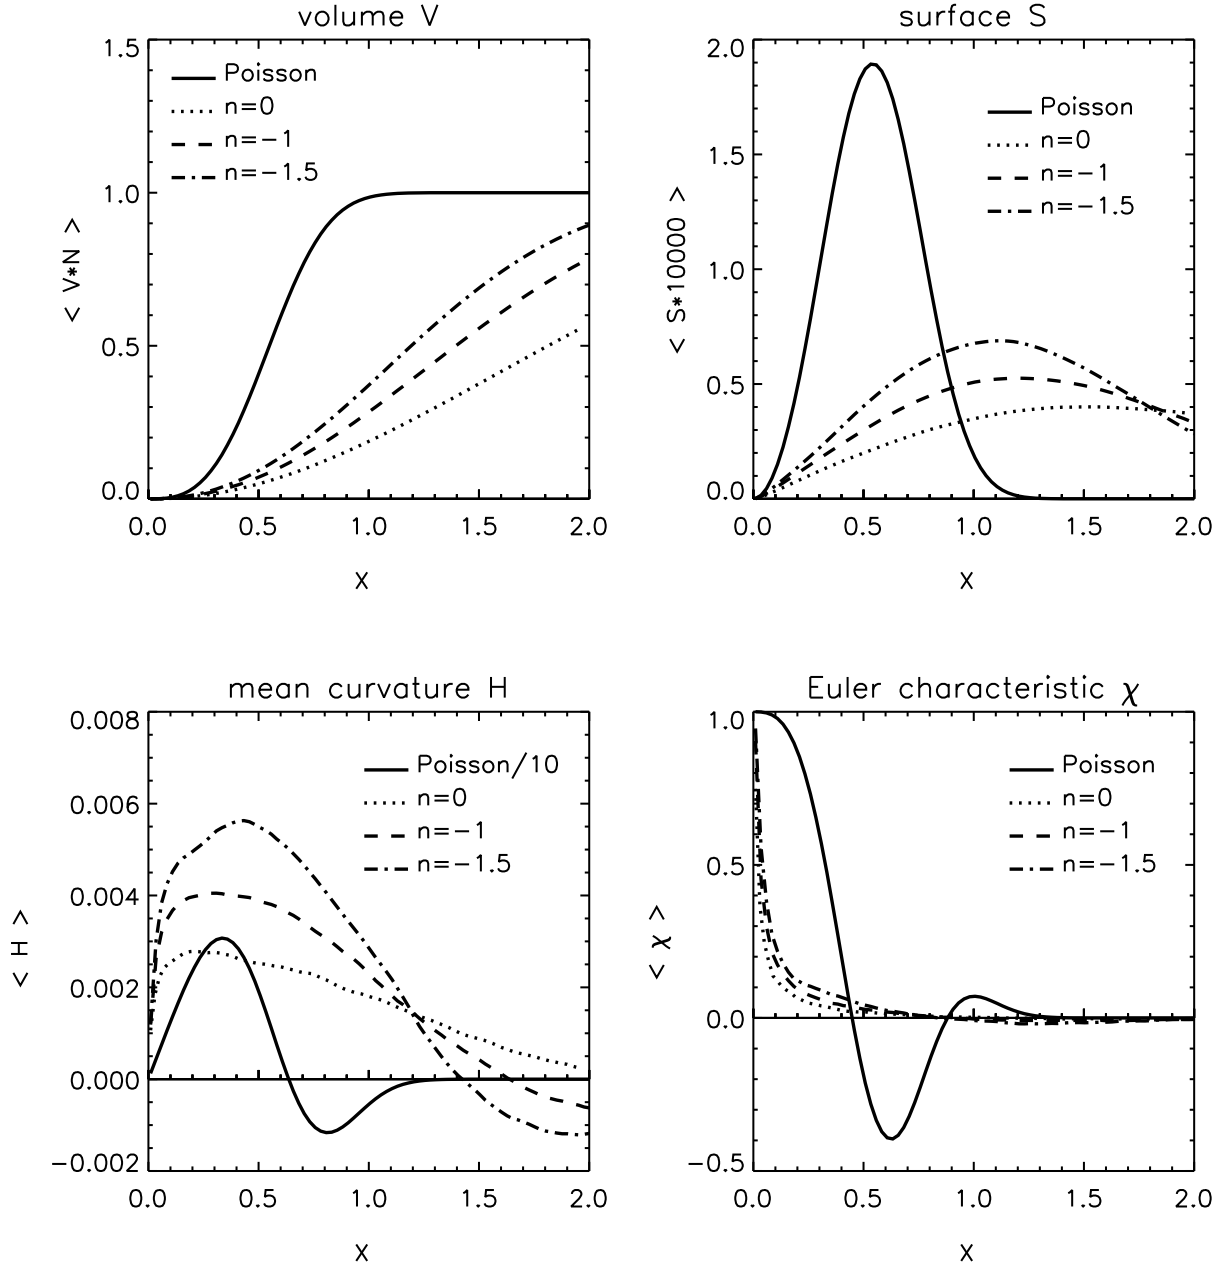 volume V
1.5
1.0
0.5
0.0
< V*N >
Poisson
n=0
n=−1
n=−1.5
0.0 0.5 1.0 1.5 2.0
X
surface S
2.0
1.5
1.0
0.5
0.0
< S*10000 >
Poisson
n=0
n=−1
n=−1.5
0.0 0.5 1.0 1.5 2.0
X
mean curvature H
0.008
0.006
0.004
0.002
0.000
−0.002
< H >
Poisson/10
n=0
n=−1
n=−1.5
0.0 0.5 1.0 1.5 2.0
X
Euler characteristic χ
1.0
0.5
0.0
−0.5
< χ >
Poisson
n=0
n=−1
n=−1.5
0.0 0.5 1.0 1.5 2.0
X